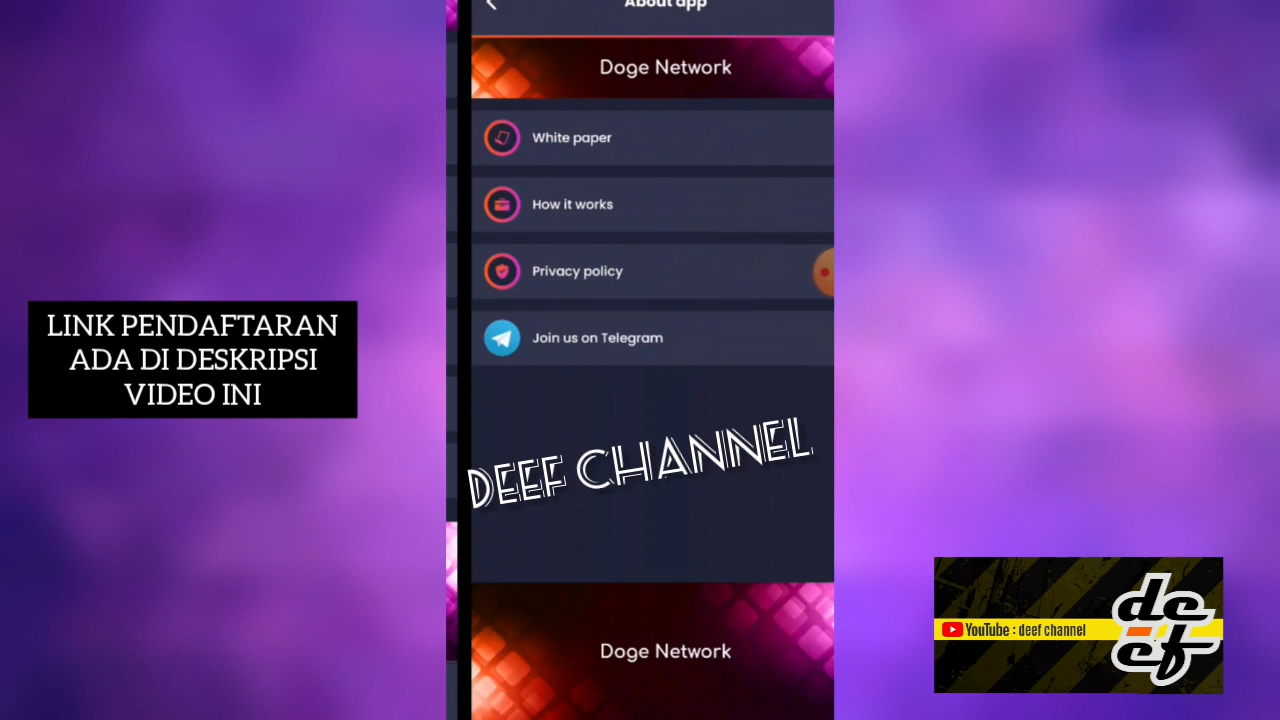 About app
Doge Network
White paper
How it works
Privacy policy
Join us on Telegram
LINK PENDAFTARAN
ADA DI DESKRIPSI
VIDEO INI
DEEF CHANNEL
Doge Network
YouTube : deef channel
deef